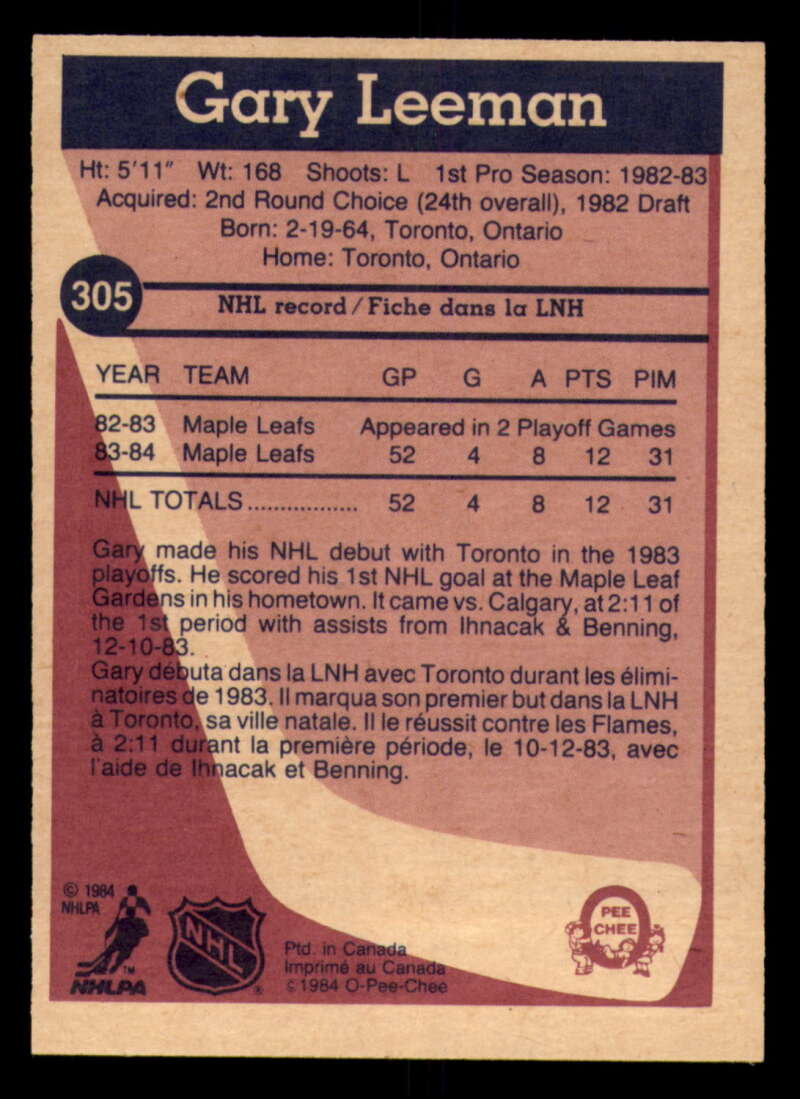 Gary Leeman
Ht: 5'11" Wt: 168 Shoots: L 1st Pro Season: 1982-83
Acquired: 2nd Round Choice (24th overall), 1982 Draft
Born: 2-19-64, Toronto, Ontario
Home: Toronto, Ontario
305
NHL record/Fiche dans la LNH
YEAR TEAM GP G A PTS PIM
82-83 Maple Leafs Appeared in 2 Playoff Games
83-84 Maple Leafs 52 4 8 12 31
NHL TOTALS................. 52 4 8 12 31
Gary made his NHL debut with Toronto in the 1983
playoffs. He scored his 1st NHL goal at the Maple Leaf
Gardens in his hometown. It came vs. Calgary, at 2:11 of
the 1st period with assists from Ihnacak & Benning,
12-10-83.
Gary débuta dans la LNH avec Toronto durant les élimi-
natoires de 1983. Il marqua son premier but dans la LNH
à Toronto, sa ville natale. Il le réussit contre les Flames,
à 2:11 durant la première période, le 10-12-83, avec
l'aide de Ihnacak et Benning.
© 1984
NHLPA
TM
NHLPA
NHL
®
Ptd. in Canada
Imprimé au Canada
© 1984 O-Pee-Chee
PEE
CHEE